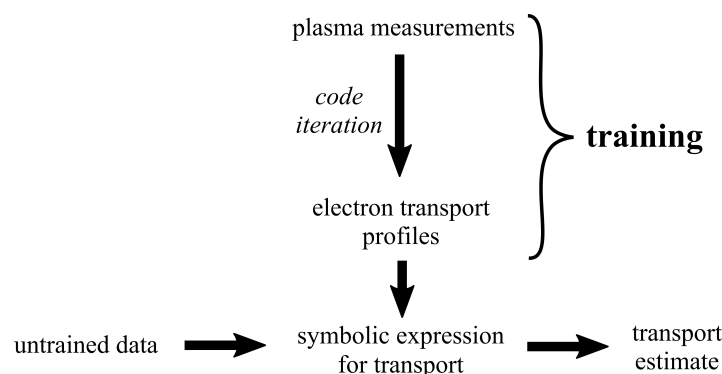 plasma measurements
code
iteration
training
electron transport
profiles
untrained data
symbolic expression
for transport
transport
estimate